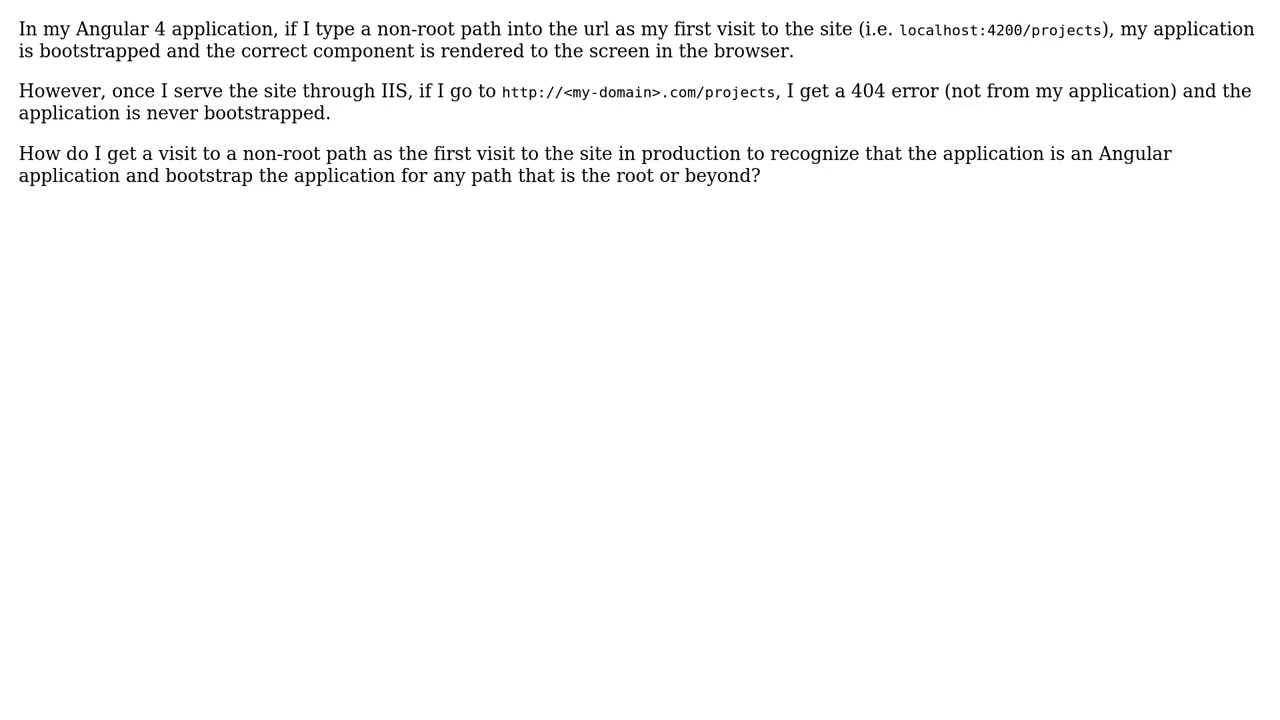 In my Angular 4 application, if I type a non-root path into the url as my first visit to the site (i.e. localhost:4200/projects), my application
is bootstrapped and the correct component is rendered to the screen in the browser.
However, once I serve the site through IIS, if I go to http://<my-domain>.com/projects, I get a 404 error (not from my application) and the
application is never bootstrapped.
How do I get a visit to a non-root path as the first visit to the site in production to recognize that the application is an Angular
application and bootstrap the application for any path that is the root or beyond?